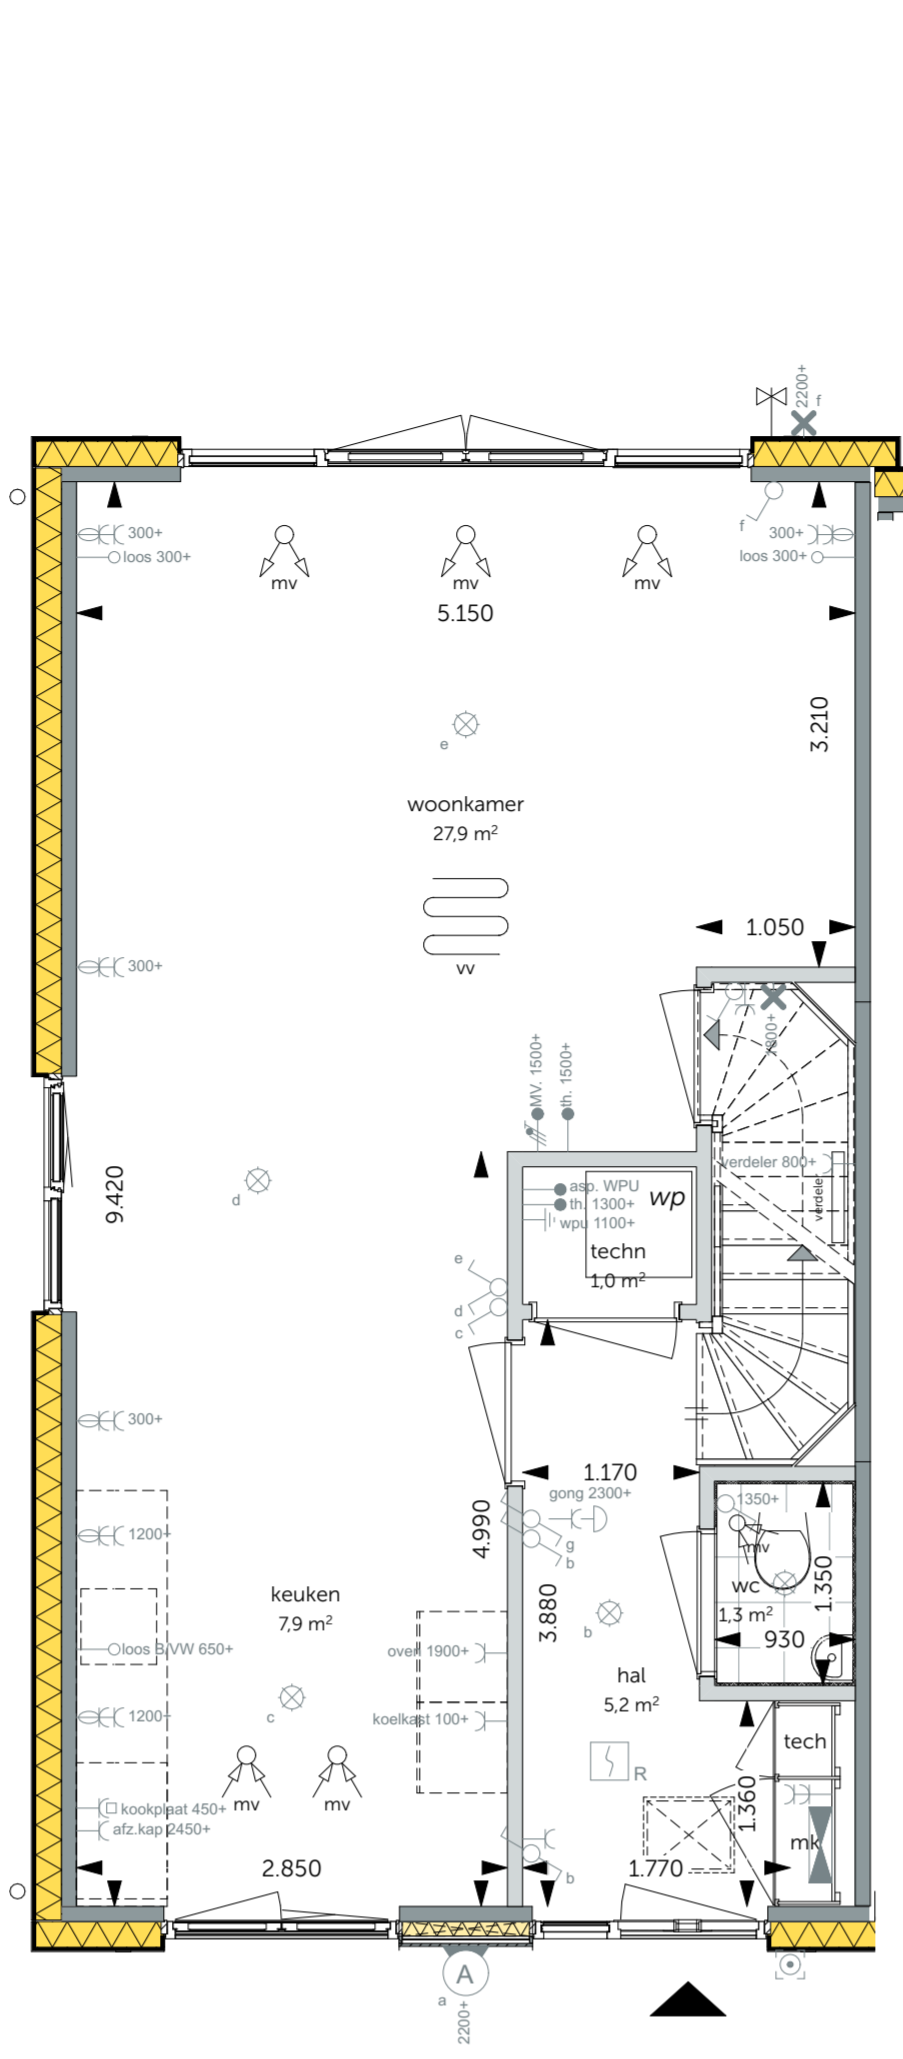 2200+
f
300+
loos 300+
f
300+
loos 300+
mv
mv
mv
5.150
3.210
e
woonkamer
27,9 m²
1.050
300+
vv
1800+
MV. 1500+
th. 1500+
verdeler 800+
verdeler
9.420
d
asp. WPU
th. 1300+
wpu 1100+
wp
techn
1,0 m²
e
d
c
300+
1.170
gong 2300+
1350+
1200+
4.990
g
b
mv
wc
1,3 m²
1.350
930
keuken
7,9 m²
3.880
b
loos B/VW 650+
oven 1900+
hal
5,2 m²
c
1200+
koelkast 100+
tech
R
mv
mv
kookplaat 450+
afz.kap 2450+
1.360
mk
2.850
1.770
b
A
a
2200+